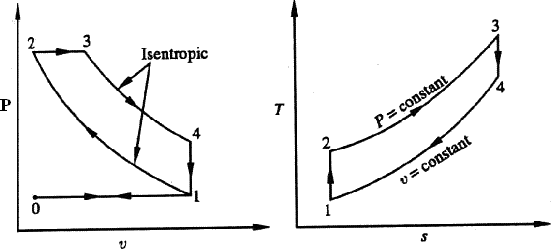 2
3
Isentropic
P
4
0
1
v
3
4
P = constant
T
2
v = constant
1
s